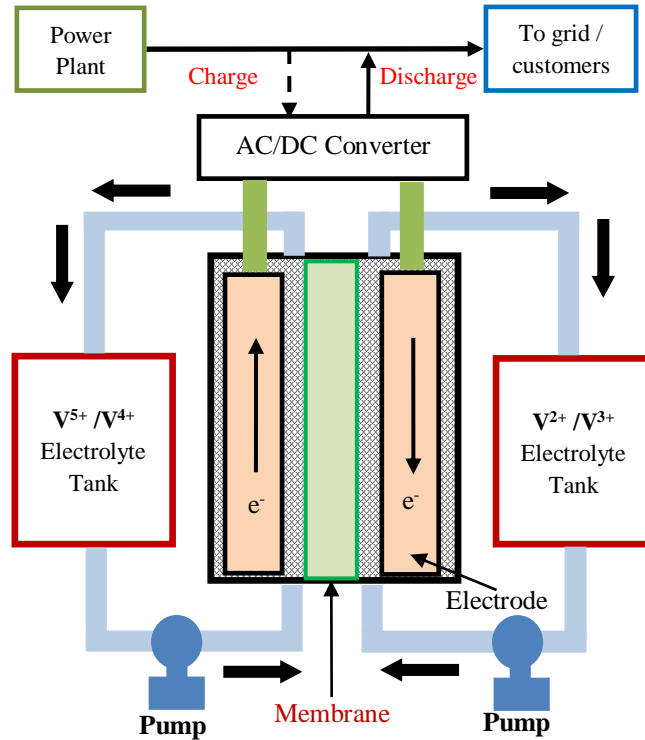 Power
Plant
To grid /
customers
Charge
Discharge
AC/DC Converter
V⁵⁺ /V⁴⁺
Electrolyte
Tank
V²⁺ /V³⁺
Electrolyte
Tank
e⁻
e⁻
Electrode
Pump
Membrane
Pump